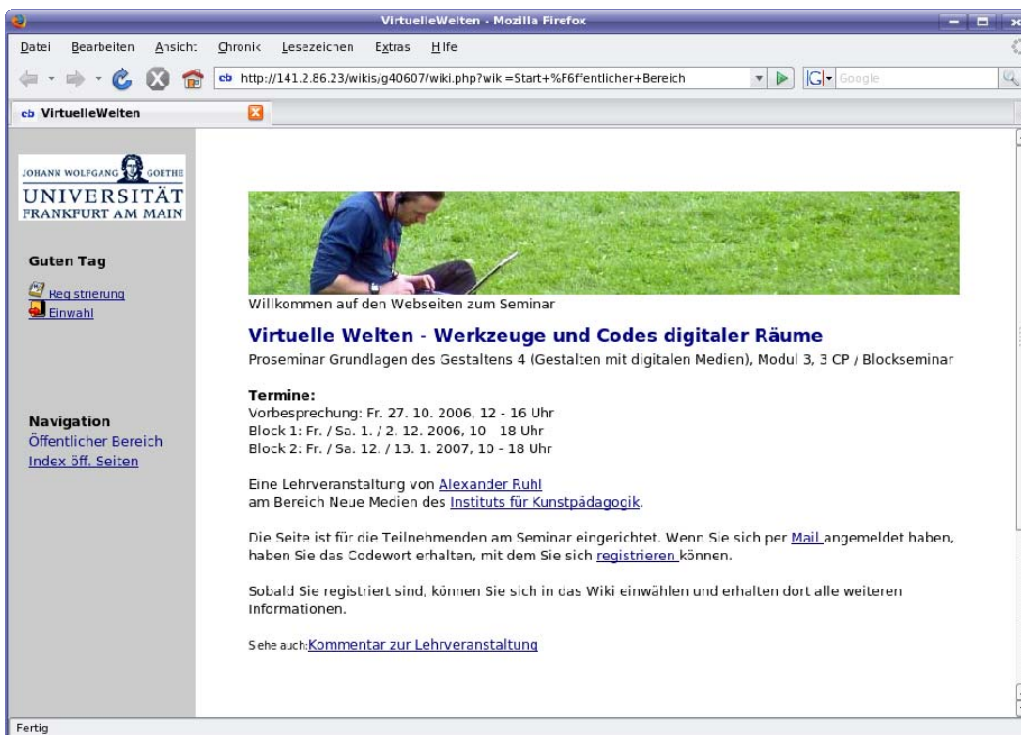 VirtuelleWelten - Mozilla Firefox
Datei Bearbeiten Ansicht Chronik Lesezeichen Extras Hilfe
cb http://141.2.86.23/wikis/g40607/wiki.php?wiki=Start+%F6ffentlicher+Bereich G Google
cb VirtuelleWelten
JOHANN WOLFGANG GOETHE
UNIVERSITÄT
FRANKFURT AM MAIN
Guten Tag
Registrierung
Einwahl
Navigation
Öffentlicher Bereich
Index öff. Seiten
Willkommen auf den Webseiten zum Seminar
Virtuelle Welten - Werkzeuge und Codes digitaler Räume
Proseminar Grundlagen des Gestaltens 4 (Gestalten mit digitalen Medien), Modul 3, 3 CP / Blockseminar
Termine:
Vorbesprechung: Fr. 27. 10. 2006, 12 - 16 Uhr
Block 1: Fr. / Sa. 1. / 2. 12. 2006, 10 - 18 Uhr
Block 2: Fr. / Sa. 12. / 13. 1. 2007, 10 - 18 Uhr
Eine Lehrveranstaltung von Alexander Ruhl
am Bereich Neue Medien des Instituts für Kunstpädagogik.
Die Seite ist für die Teilnehmenden am Seminar eingerichtet. Wenn Sie sich per Mail angemeldet haben,
haben Sie das Codewort erhalten, mit dem Sie sich registrieren können.
Sobald Sie registriert sind, können Sie sich in das Wiki einwählen und erhalten dort alle weiteren
Informationen.
Siehe auch:Kommentar zur Lehrveranstaltung
Fertig